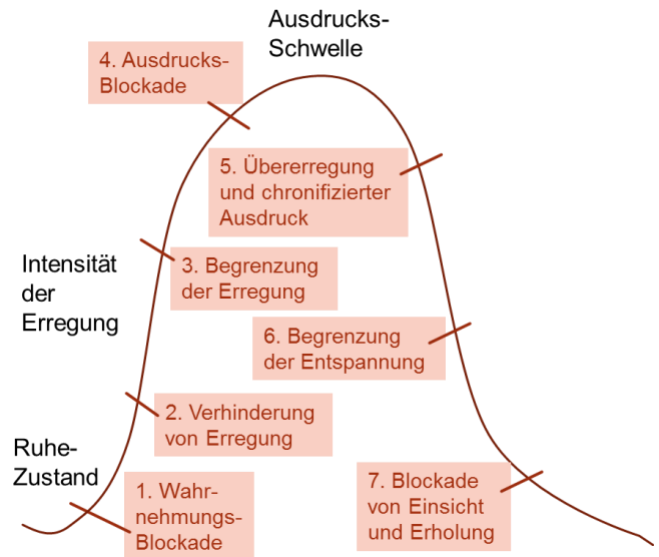 Ausdrucks-
Schwelle
4. Ausdrucks-
Blockade
5. Übererregung
und chronifizierter
Ausdruck
Intensität
der
Erregung
3. Begrenzung
der Erregung
6. Begrenzung
der Entspannung
2. Verhinderung
von Erregung
Ruhe-
Zustand
1. Wahr-
nehmungs-
Blockade
7. Blockade
von Einsicht
und Erholung